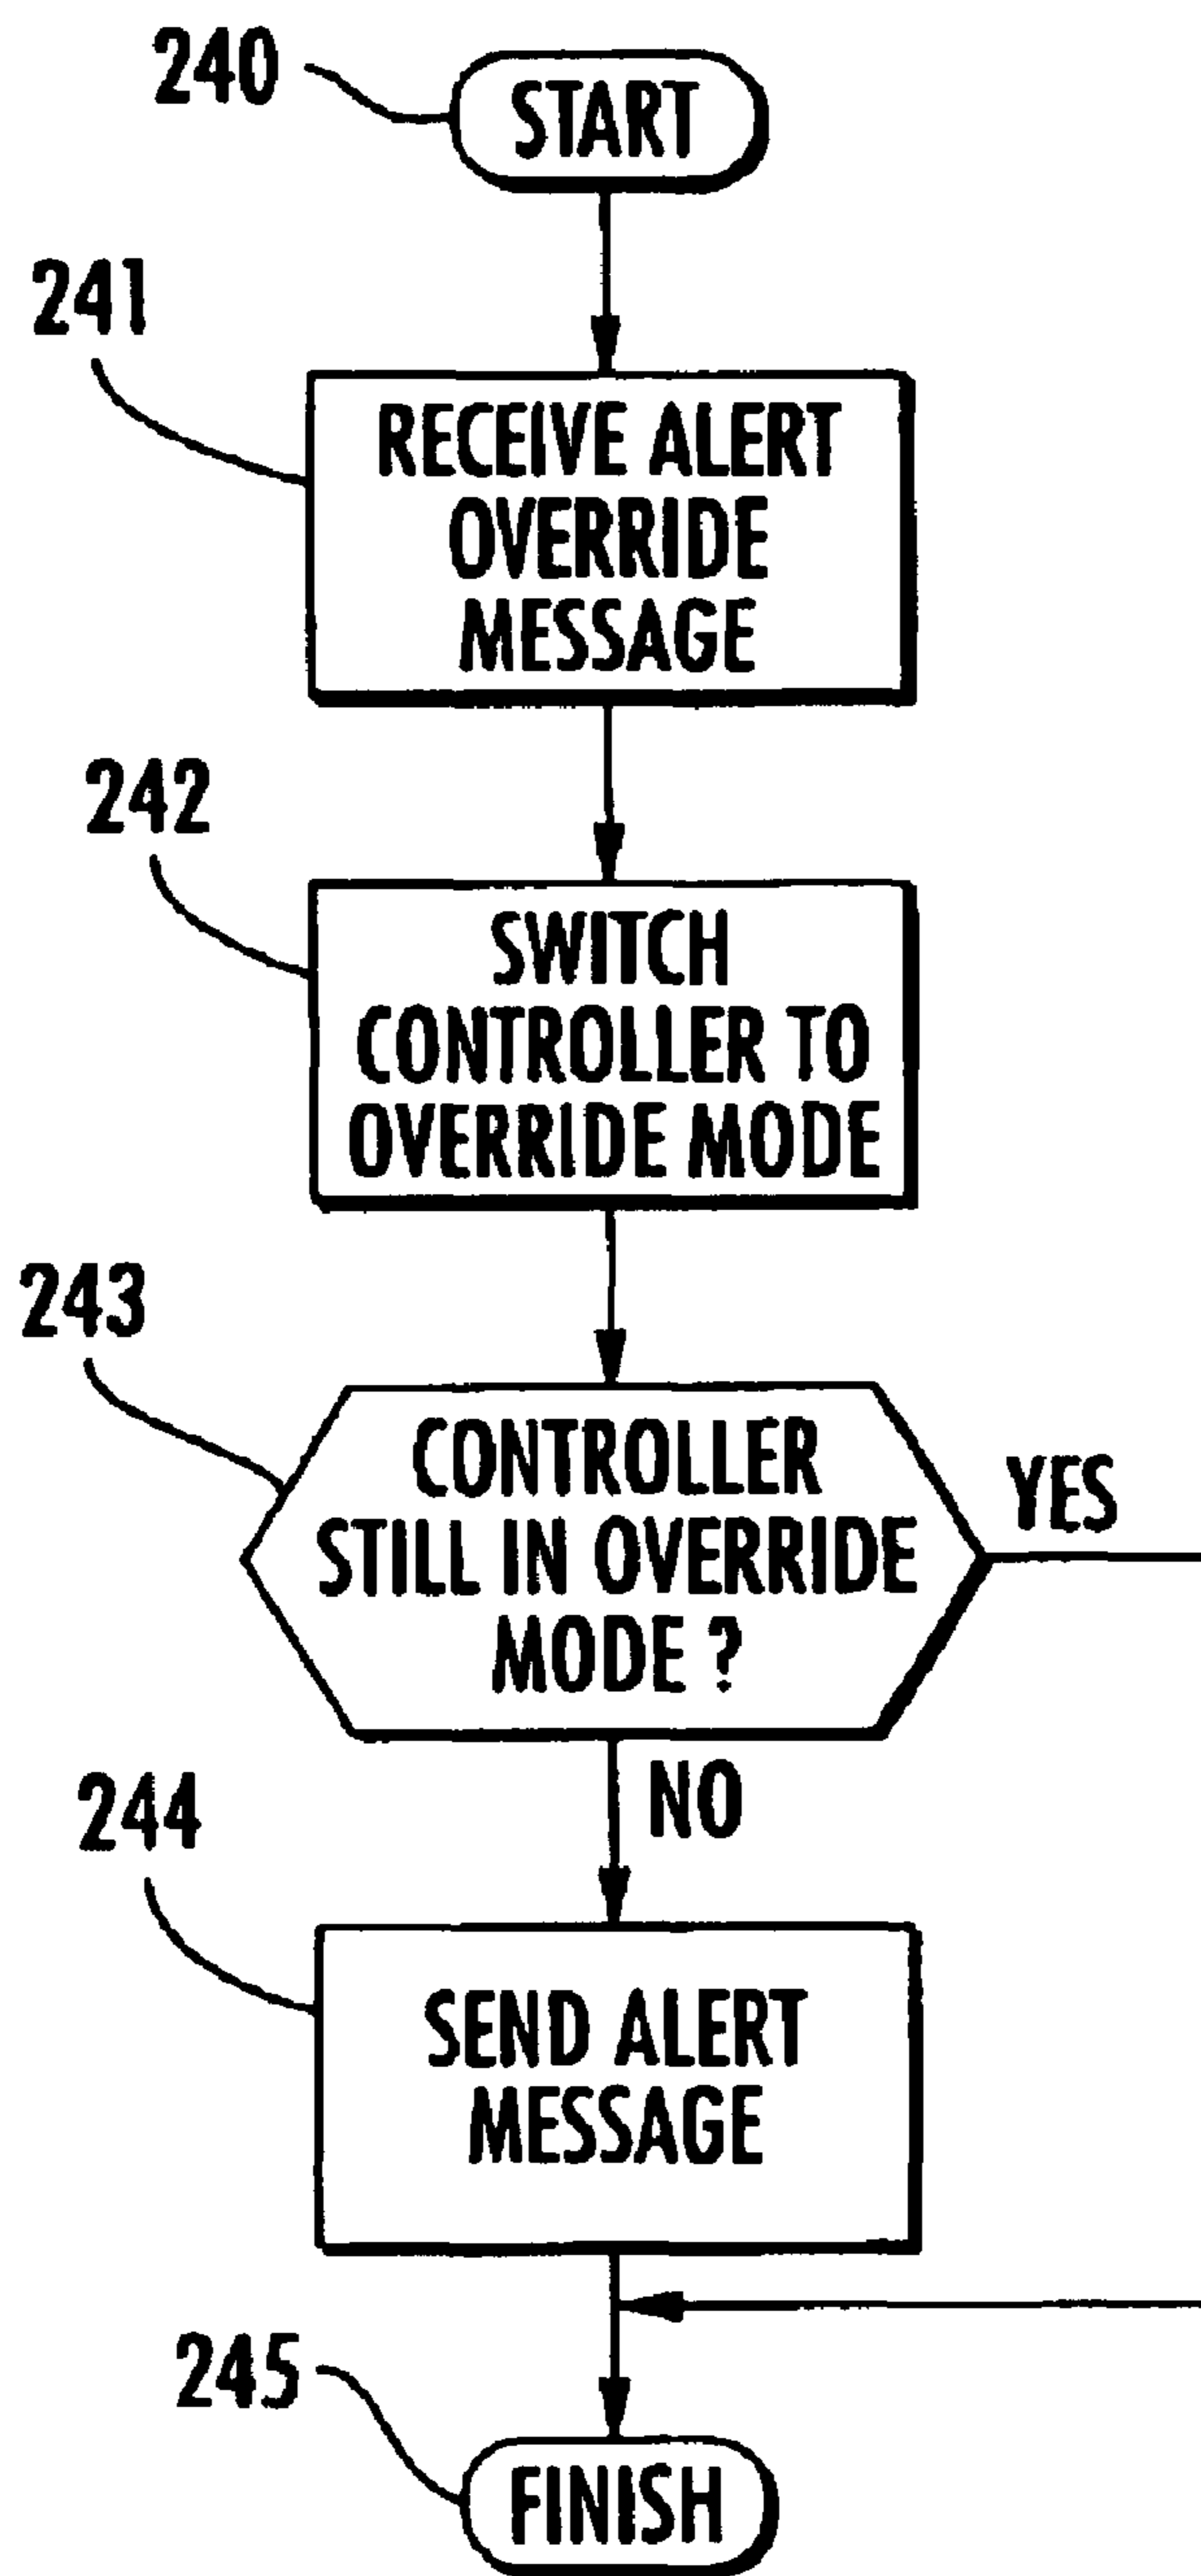 240
START
241
RECEIVE ALERT
OVERRIDE
MESSAGE
242
SWITCH
CONTROLLER TO
OVERRIDE MODE
243
CONTROLLER
STILL IN OVERRIDE
MODE ?
YES
NO
244
SEND ALERT
MESSAGE
245
FINISH